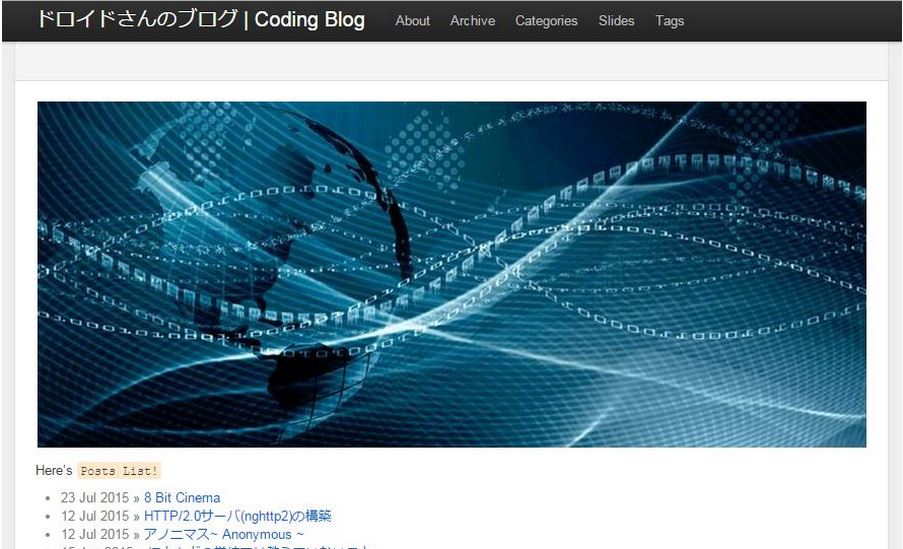 ドロイドさんのブログ | Coding Blog About Archive Categories Slides Tags
Here's Posts List!
23 Jul 2015 » 8 Bit Cinema
12 Jul 2015 » HTTP/2.0サーバ(nghttp2)の構築
12 Jul 2015 » アノニマス~ Anonymous ~